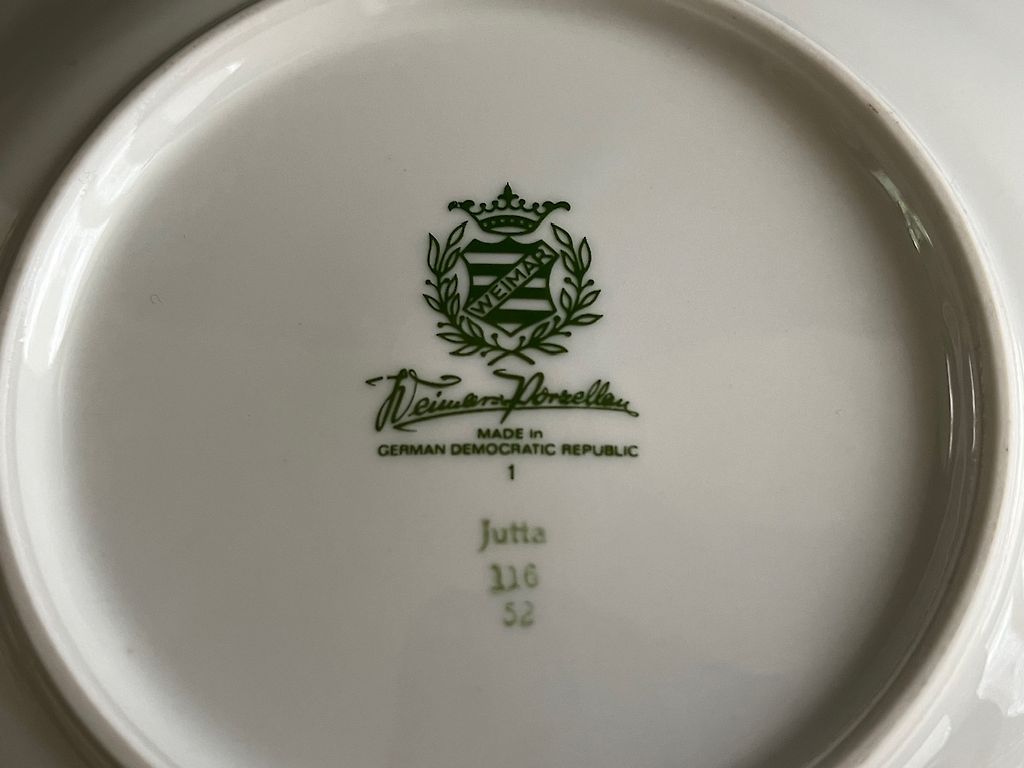 WEIMAR
Weimar Porzellan
MADE in
GERMAN DEMOCRATIC REPUBLIC
1
Jutta
116
52